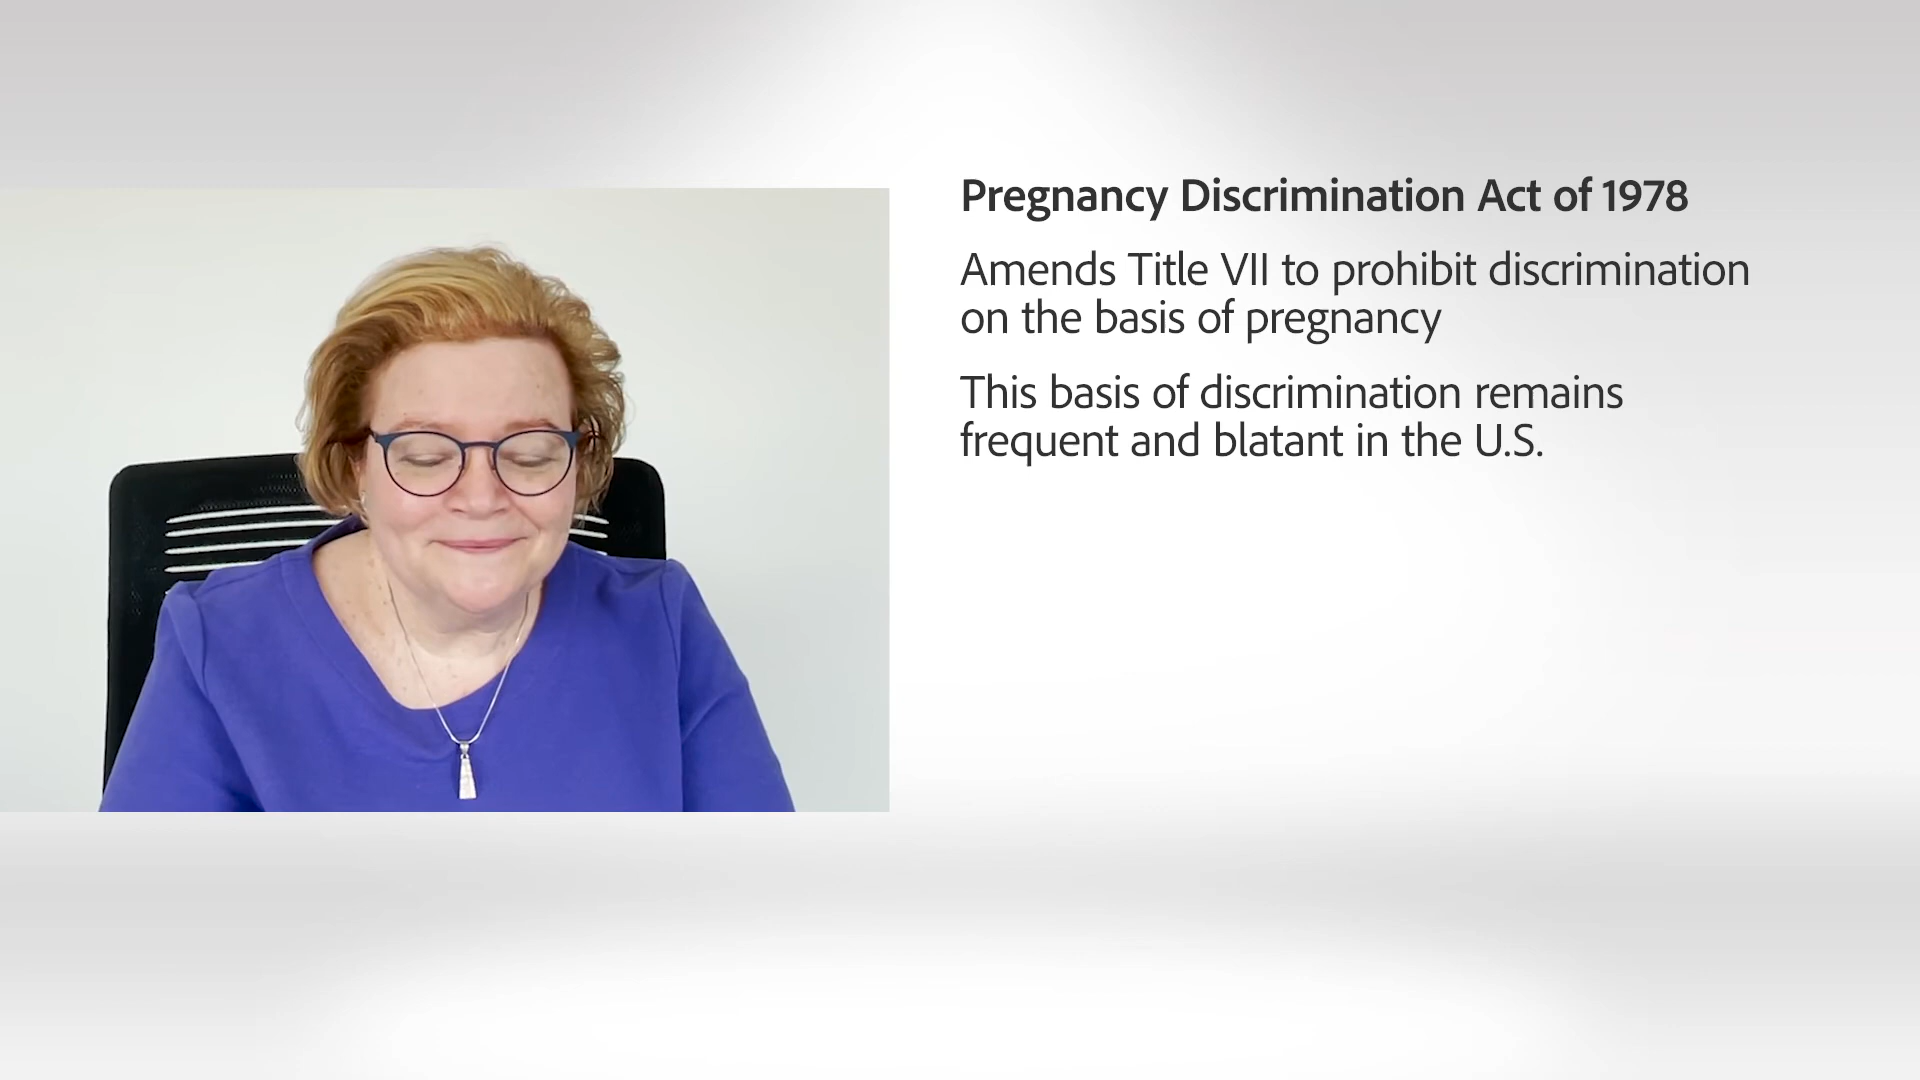 Pregnancy Discrimination Act of 1978
Amends Title VII to prohibit discrimination
on the basis of pregnancy
This basis of discrimination remains
frequent and blatant in the U.S.